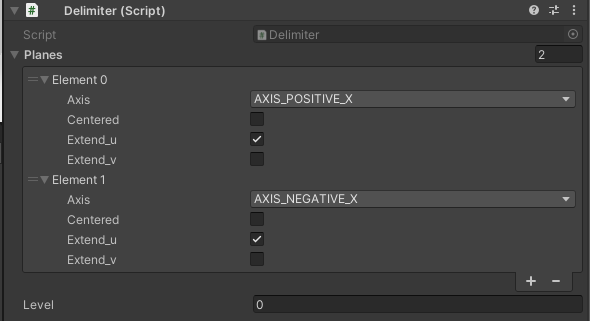 Delimiter (Script)
Script Delimiter
Planes 2
Element 0
Axis AXIS_POSITIVE_X
Centered
Extend_u
Extend_v
Element 1
Axis AXIS_NEGATIVE_X
Centered
Extend_u
Extend_v
Level 0